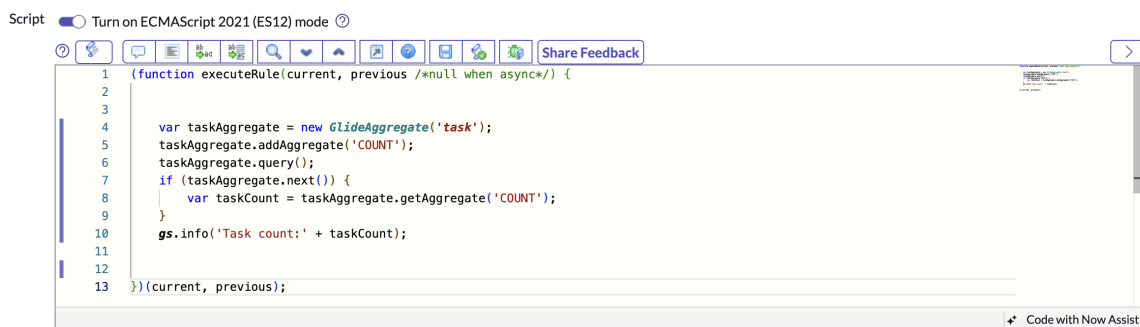 Script Turn on ECMAScript 2021 (ES12) mode
Share Feedback
1 (function executeRule(current, previous /*null when async*/) {
2
3
4 var taskAggregate = new GlideAggregate('task');
5 taskAggregate.addAggregate('COUNT');
6 taskAggregate.query();
7 if (taskAggregate.next()) {
8 var taskCount = taskAggregate.getAggregate('COUNT');
9 }
10 gs.info('Task count:' + taskCount);
11
12
13 })(current, previous);
Code with Now Assist